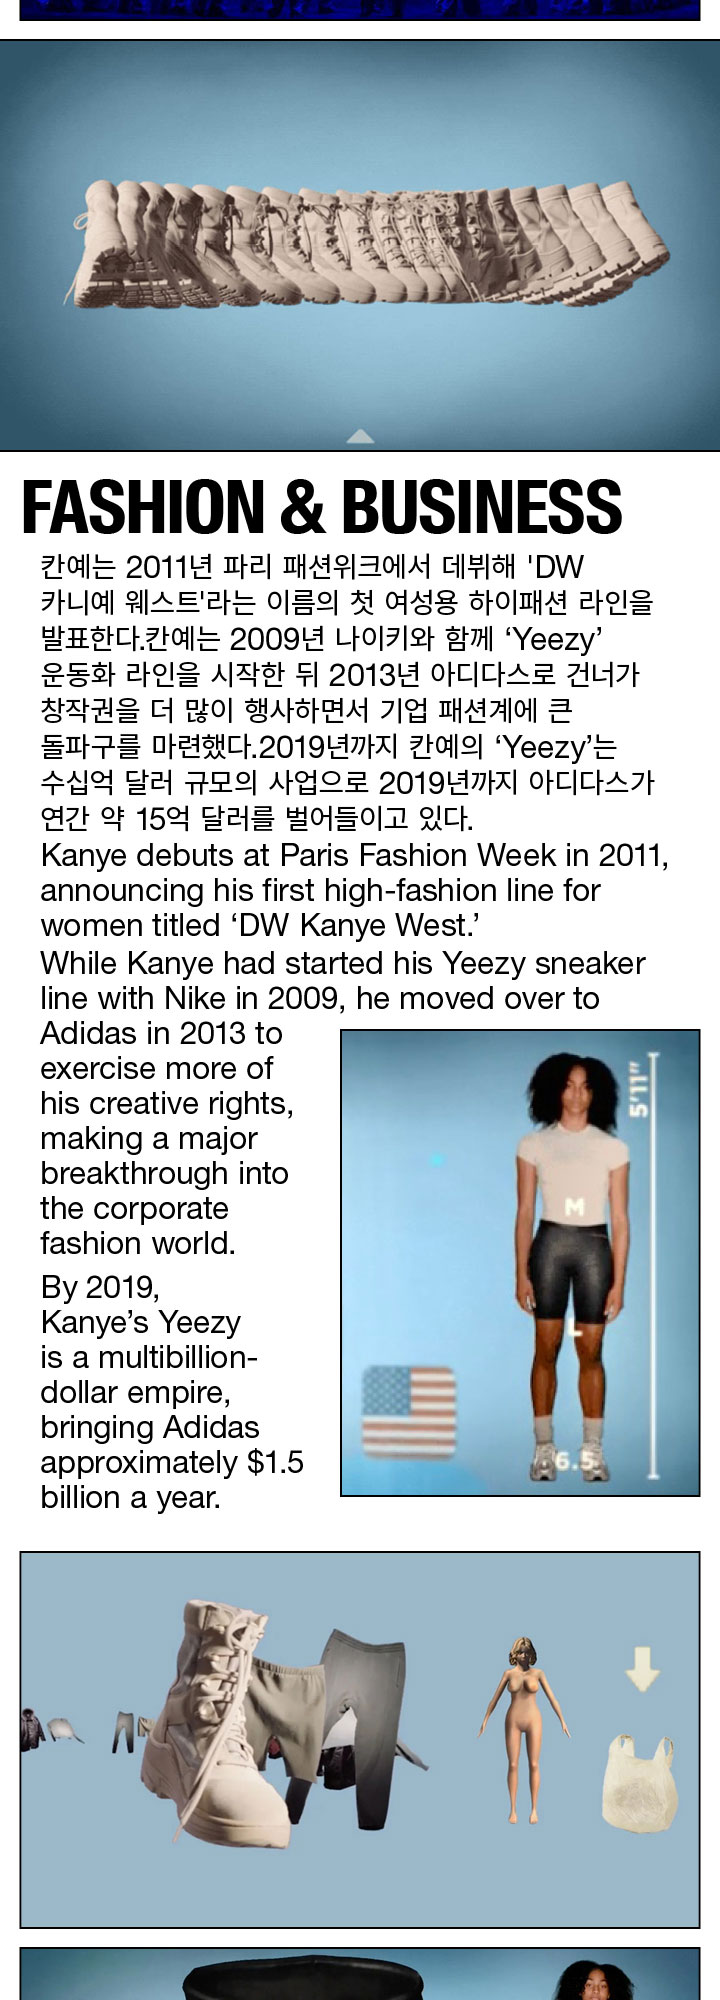 FASHION & BUSINESS
칸예는 2011년 파리 패션위크에서 데뷔해 'DW
카니예 웨스트'라는 이름의 첫 여성용 하이패션 라인을
발표한다.칸예는 2009년 나이키와 함께 ‘Yeezy’
운동화 라인을 시작한 뒤 2013년 아디다스로 건너가
창작권을 더 많이 행사하면서 기업 패션계에 큰
돌파구를 마련했다.2019년까지 칸예의 ‘Yeezy’는
수십억 달러 규모의 사업으로 2019년까지 아디다스가
연간 약 15억 달러를 벌어들이고 있다.
Kanye debuts at Paris Fashion Week in 2011,
announcing his first high-fashion line for
women titled ‘DW Kanye West.’
While Kanye had started his Yeezy sneaker
line with Nike in 2009, he moved over to
Adidas in 2013 to
exercise more of
his creative rights,
making a major
breakthrough into
the corporate
fashion world.
By 2019,
Kanye’s Yeezy
is a multibillion-
dollar empire,
bringing Adidas
approximately $1.5
billion a year.
5'11"
M
L
6.5